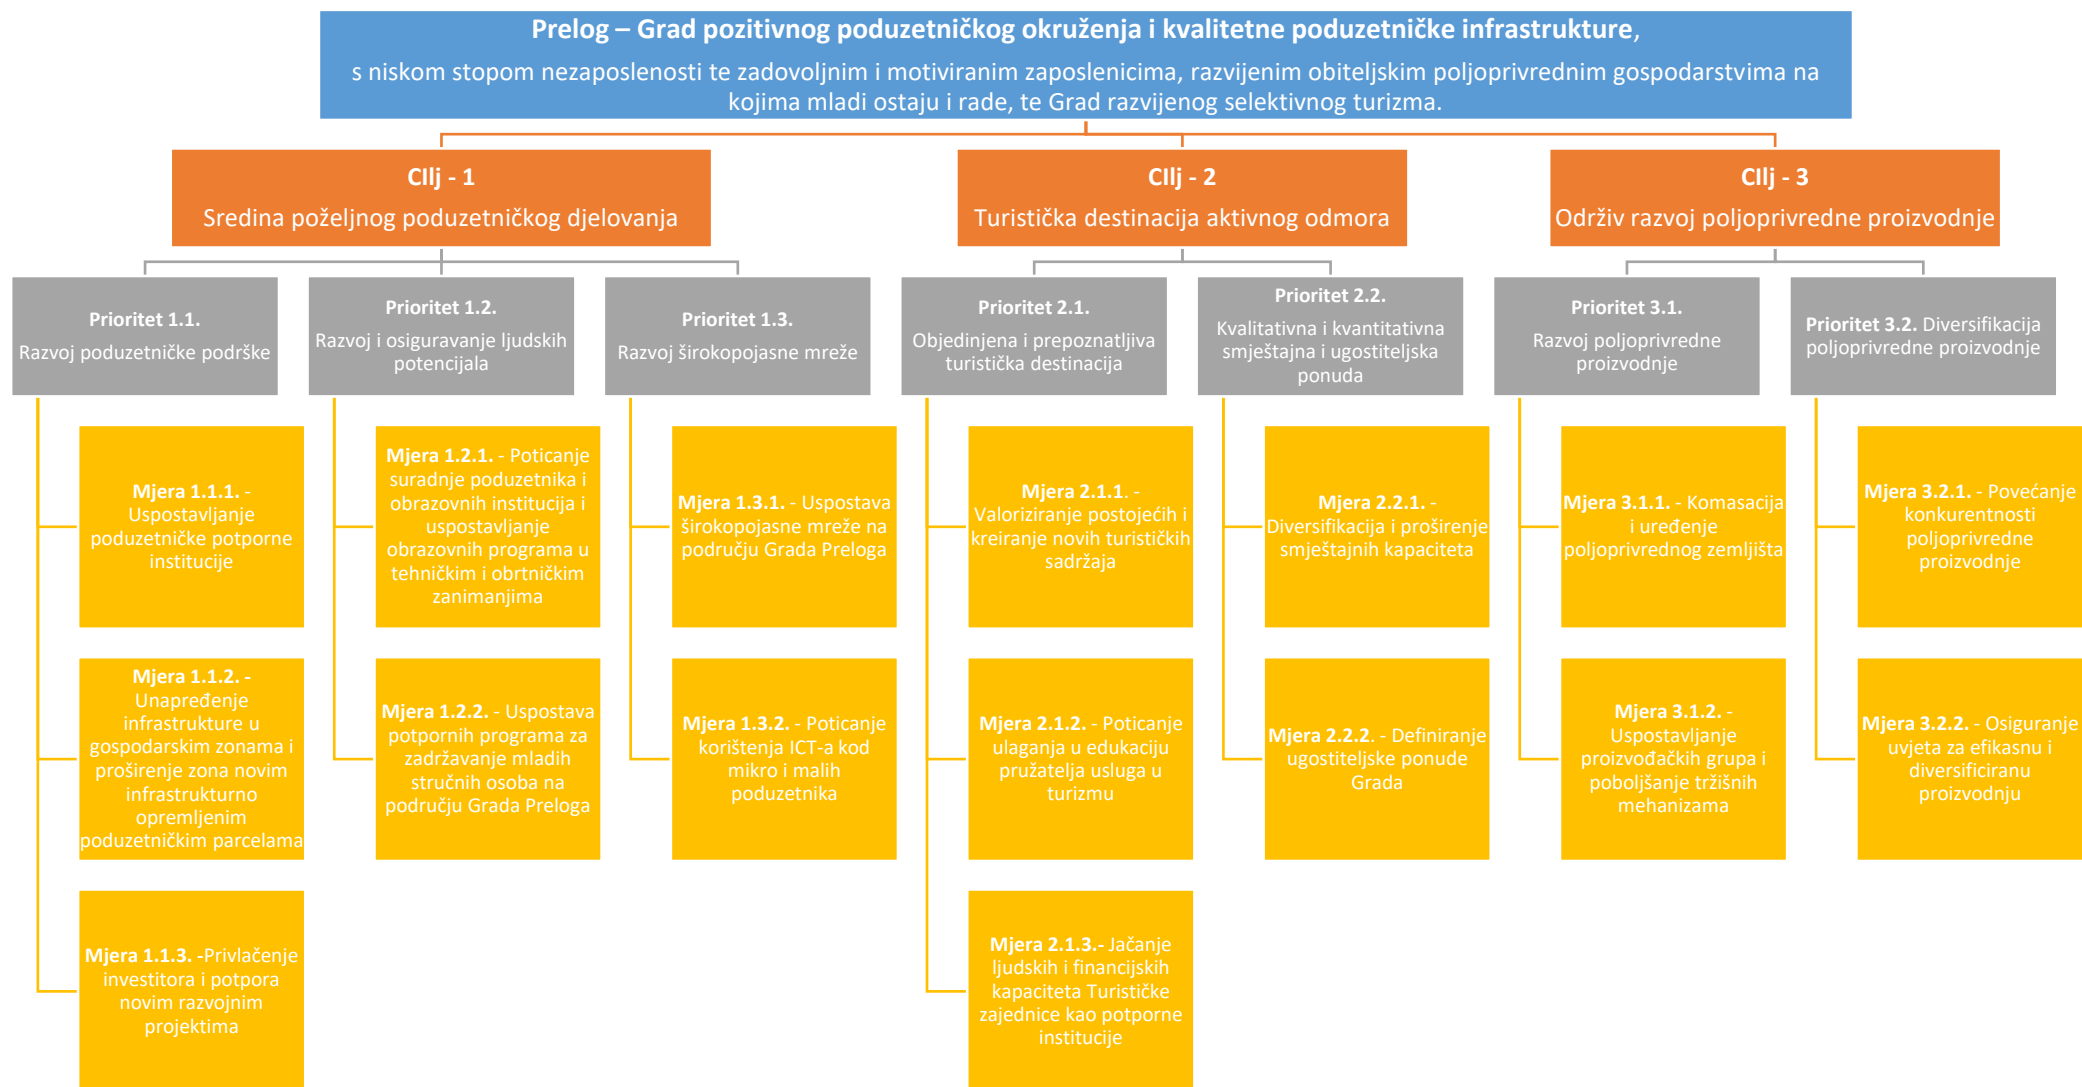 Prelog – Grad pozitivnog poduzetničkog okruženja i kvalitetne poduzetničke infrastrukture,
s niskom stopom nezaposlenosti te zadovoljnim i motiviranim zaposlenicima, razvijenim obiteljskim poljoprivrednim gospodarstvima na
kojima mladi ostaju i rade, te Grad razvijenog selektivnog turizma.
CIlj - 1
Sredina poželjnog poduzetničkog djelovanja
Prioritet 1.1.
Razvoj poduzetničke podrške
Mjera 1.1.1. -
Uspostavljanje
poduzetničke potporne
institucije
Mjera 1.1.2. -
Unapređenje
infrastrukture u
gospodarskim zonama i
proširenje zona novim
infrastrukturno
opremljenim
poduzetničkim parcelama
Mjera 1.1.3. -Privlačenje
investitora i potpora
novim razvojnim
projektima
Prioritet 1.2.
Razvoj i osiguravanje ljudskih
potencijala
Mjera 1.2.1. - Poticanje
suradnje poduzetnika i
obrazovnih institucija i
uspostavljanje
obrazovnih programa u
tehničkim i obrtničkim
zanimanjima
Mjera 1.2.2. - Uspostava
potpornih programa za
zadržavanje mladih
stručnih osoba na
području Grada Preloga
Prioritet 1.3.
Razvoj širokopojasne mreže
Mjera 1.3.1. - Uspostava
širokopojasne mreže na
području Grada Preloga
Mjera 1.3.2. - Poticanje
korištenja ICT-a kod
mikro i malih
poduzetnika
CIlj - 2
Turistička destinacija aktivnog odmora
Prioritet 2.1.
Objedinjena i prepoznatljiva
turistička destinacija
Mjera 2.1.1. -
Valoriziranje postojećih i
kreiranje novih turističkih
sadržaja
Mjera 2.1.2. - Poticanje
ulaganja u edukaciju
pružatelja usluga u
turizmu
Mjera 2.1.3.- Jačanje
ljudskih i financijskih
kapaciteta Turističke
zajednice kao potporne
institucije
Prioritet 2.2.
Kvalitativna i kvantitativna
smještajna i ugostiteljska
ponuda
Mjera 2.2.1. -
Diversifikacija i proširenje
smještajnih kapaciteta
Mjera 2.2.2. - Definiranje
ugostiteljske ponude
Grada
CIlj - 3
Održiv razvoj poljoprivredne proizvodnje
Prioritet 3.1.
Razvoj poljoprivredne
proizvodnje
Mjera 3.1.1. - Komasacija
i uređenje
poljoprivrednog zemljišta
Mjera 3.1.2. -
Uspostavljanje
proizvođačkih grupa i
poboljšanje tržišnih
mehanizama
Prioritet 3.2. Diversifikacija
poljoprivredne proizvodnje
Mjera 3.2.1. - Povećanje
konkurentnosti
poljoprivredne
proizvodnje
Mjera 3.2.2. - Osiguranje
uvjeta za efikasnu i
diversificiranu
proizvodnju